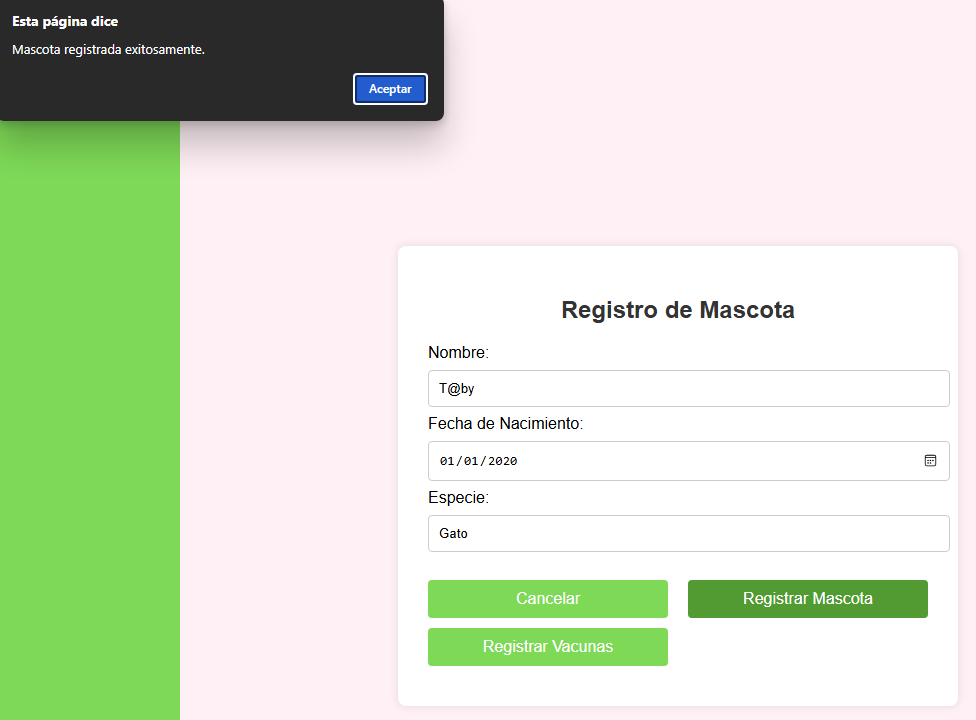 Esta página dice
Mascota registrada exitosamente.
Aceptar
Registro de Mascota
Nombre:
T@by
Fecha de Nacimiento:
01/01/2020
Especie:
Gato
Cancelar
Registrar Mascota
Registrar Vacunas